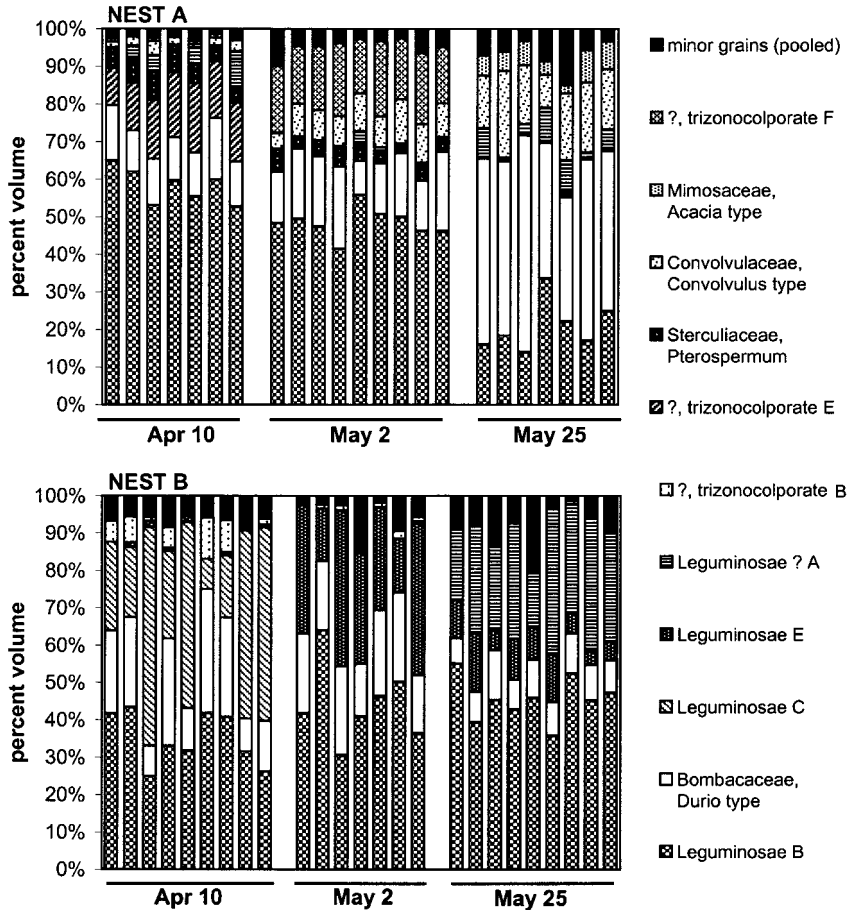 NEST A
100%
90%
80%
70%
60%
50%
40%
30%
20%
10%
0%
percent volume
Apr 10
May 2
May 25
minor grains (pooled)
?, trizonocolporate F
Mimosaceae,
Acacia type
Convolvulaceae,
Convolvulus type
Sterculiaceae,
Pterospermum
?, trizonocolporate E
NEST B
100%
90%
80%
70%
60%
50%
40%
30%
20%
10%
0%
percent volume
Apr 10
May 2
May 25
?, trizonocolporate B
Leguminosae ? A
Leguminosae E
Leguminosae C
Bombacaceae,
Durio type
Leguminosae B